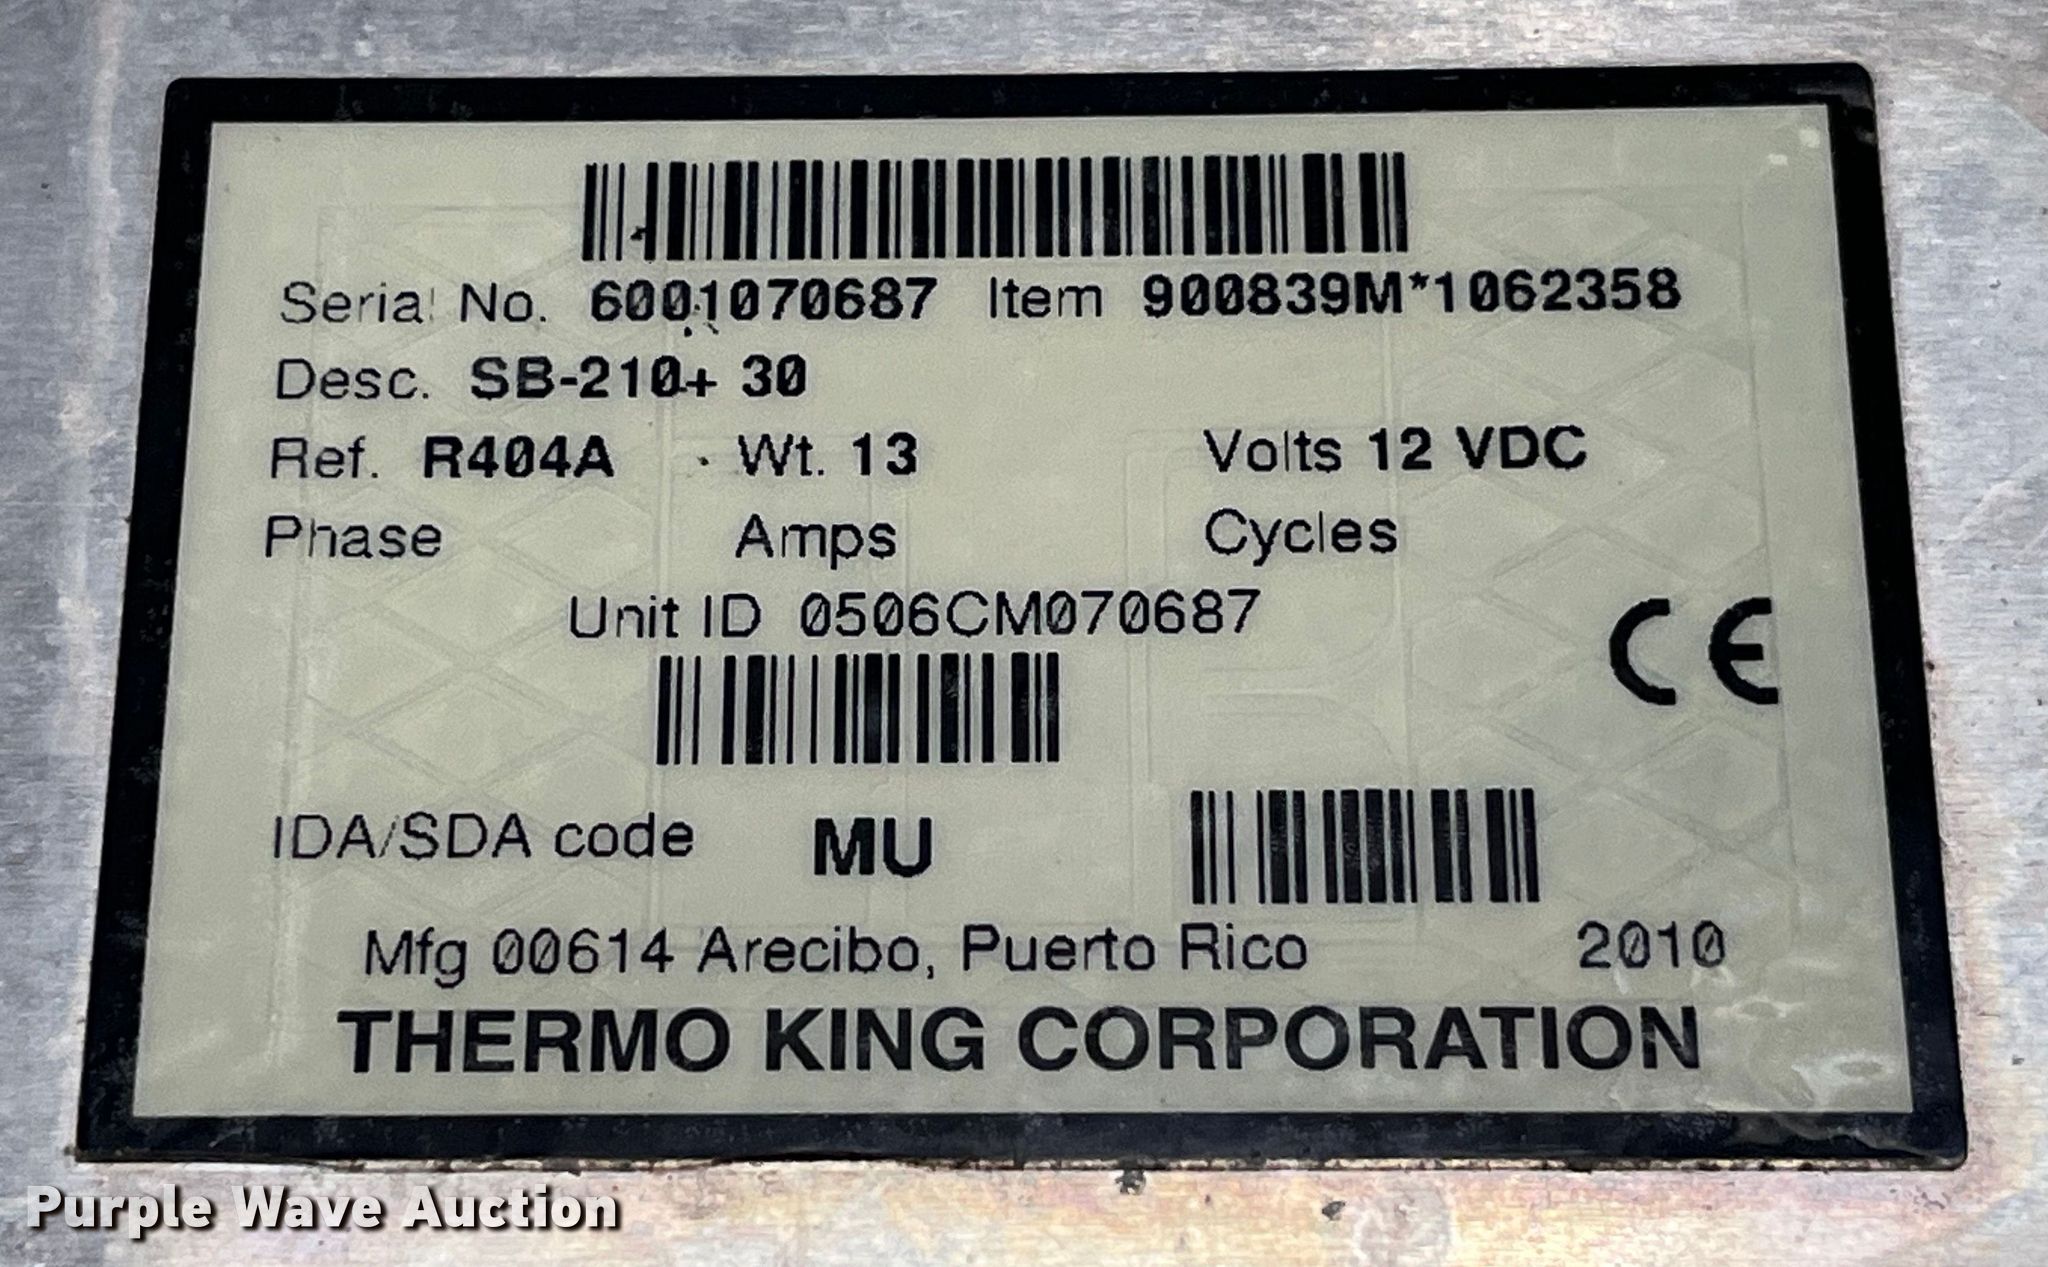 Serial No. 6001070687 Item 900839M*1062358
Desc. SB-210+ 30
Ref. R404A Wt. 13 Volts 12 VDC
Phase Amps Cycles
Unit ID 0506CM070687
CE
IDA/SDA code MU
Mfg 00614 Arecibo, Puerto Rico 2010
THERMO KING CORPORATION
Purple Wave Auction